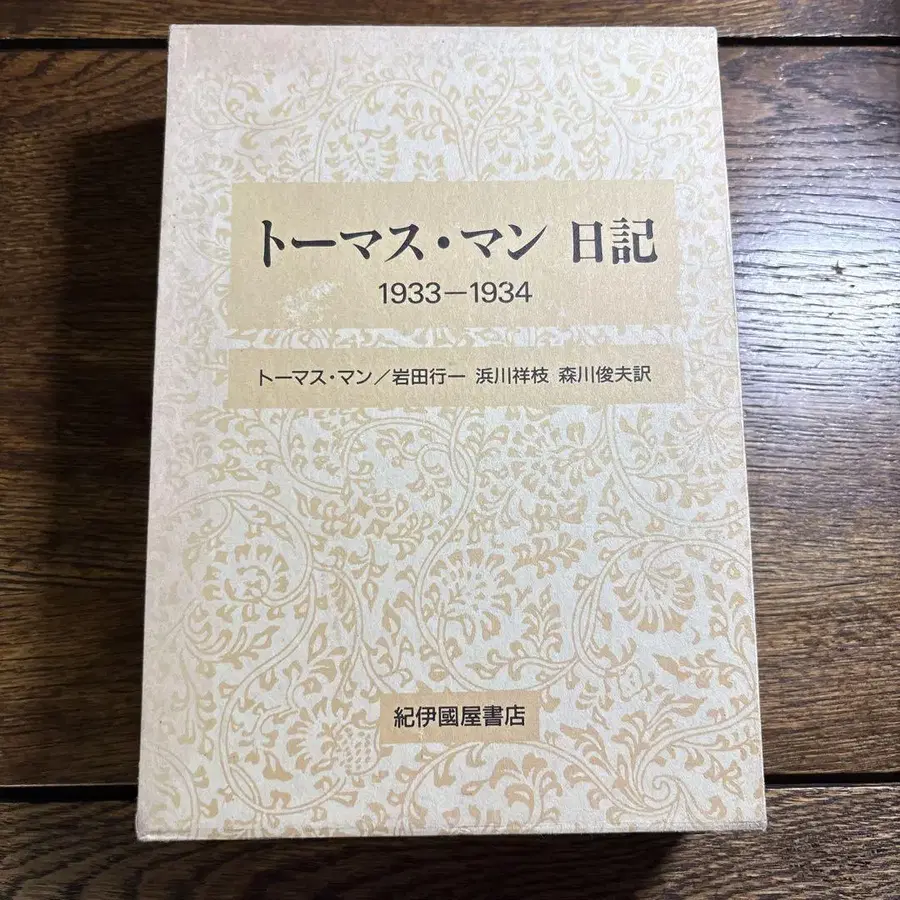 トーマス・マン 日記
1933—1934
トーマス・マン／岩田行一 浜川祥枝 森川俊夫訳
紀伊國屋書店